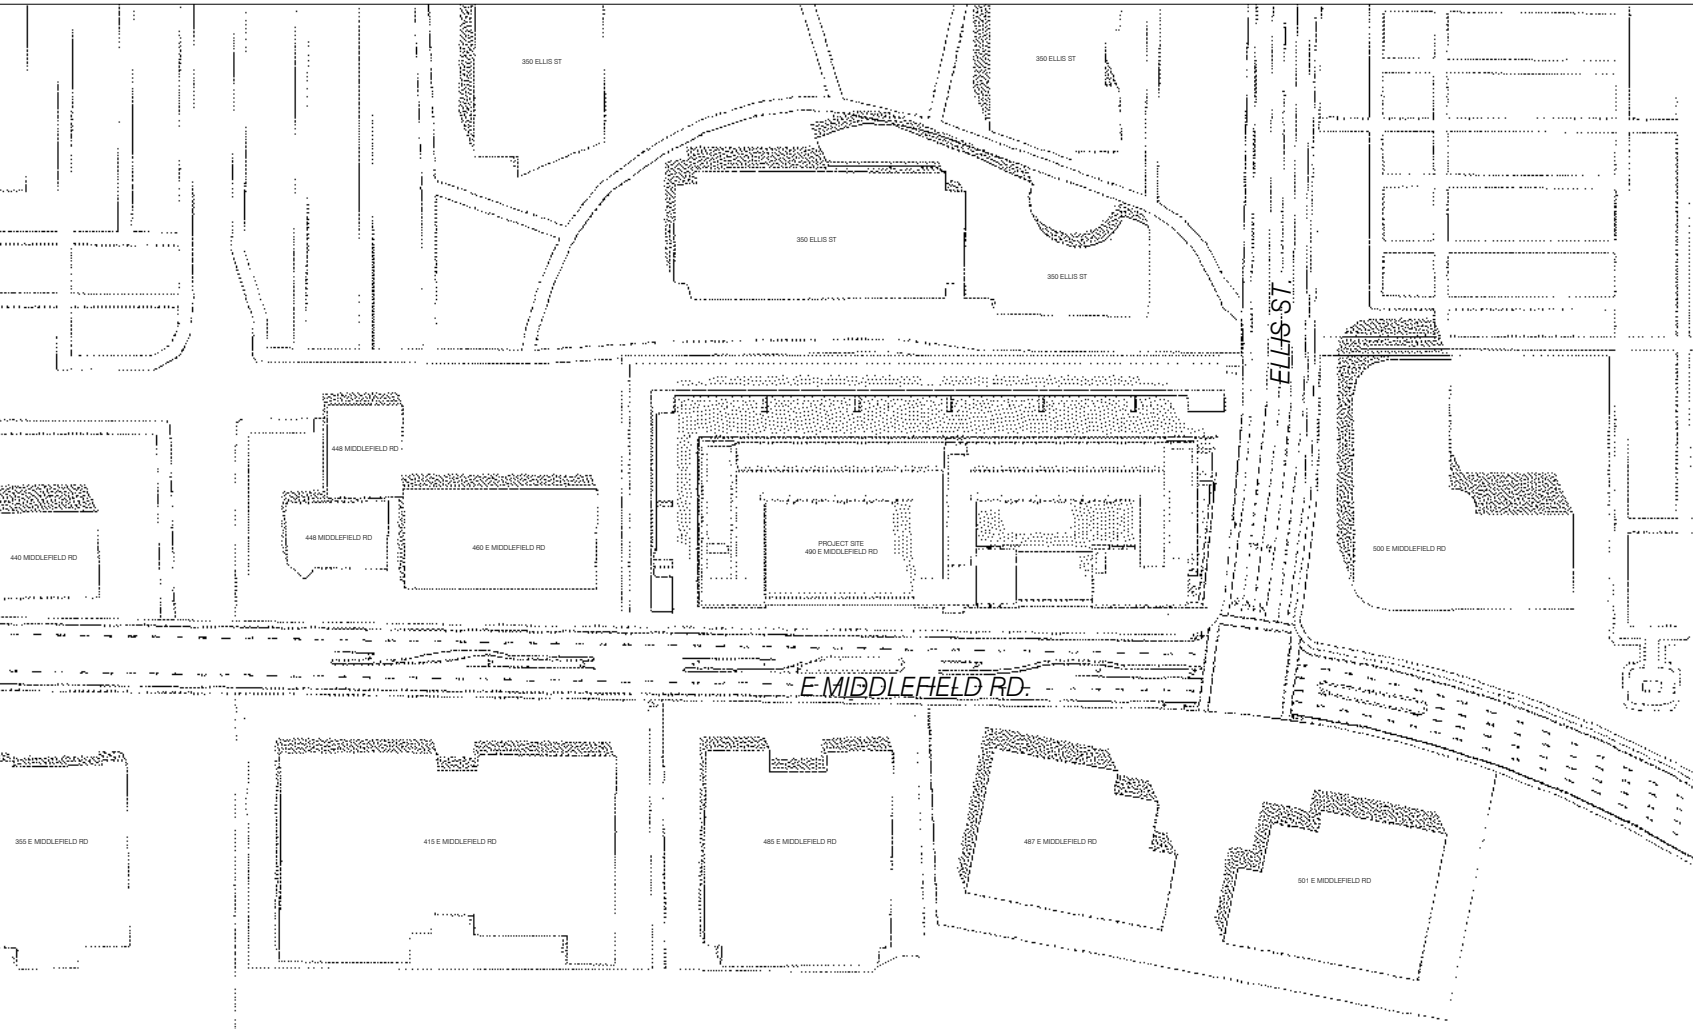 350 ELLIS ST
350 ELLIS ST
350 ELLIS ST
350 ELLIS ST
ELLIS ST.
448 MIDDLEFIELD RD
448 MIDDLEFIELD RD
460 E MIDDLEFIELD RD
PROJECT SITE
490 E MIDDLEFIELD RD
500 E MIDDLEFIELD RD
440 MIDDLEFIELD RD
E MIDDLEFIELD RD.
355 E MIDDLEFIELD RD
415 E MIDDLEFIELD RD
485 E MIDDLEFIELD RD
487 E MIDDLEFIELD RD
501 E MIDDLEFIELD RD